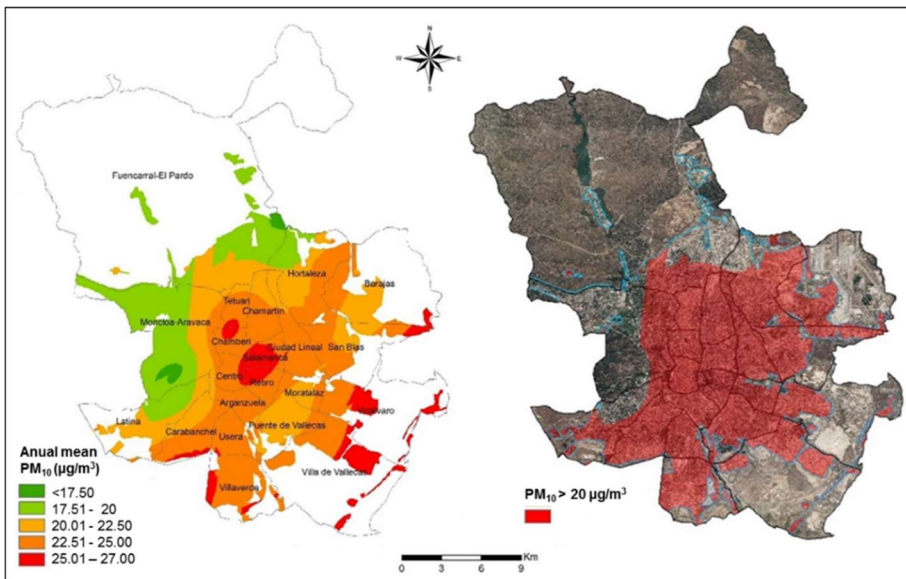 N
W E
S
Fuencarral-El Pardo
Hortaleza
Barajas
Tetuan
Chamartin
Moncloa-Aravaca
Chamberi
Ciudad Lineal
San Blas
Salamanca
Centro
Retiro
Moratalaz
Arganzuela
Vicalvaro
Latina
Carabanchel
Usera
Puente de Vallecas
Villa de Vallecas
Villaverde
Anual mean
PM10 (µg/m³)
<17.50
17.51 - 20
20.01 - 22.50
22.51 - 25.00
25.01 – 27.00
PM10 > 20 µg/m³
Km
0 3 6 9